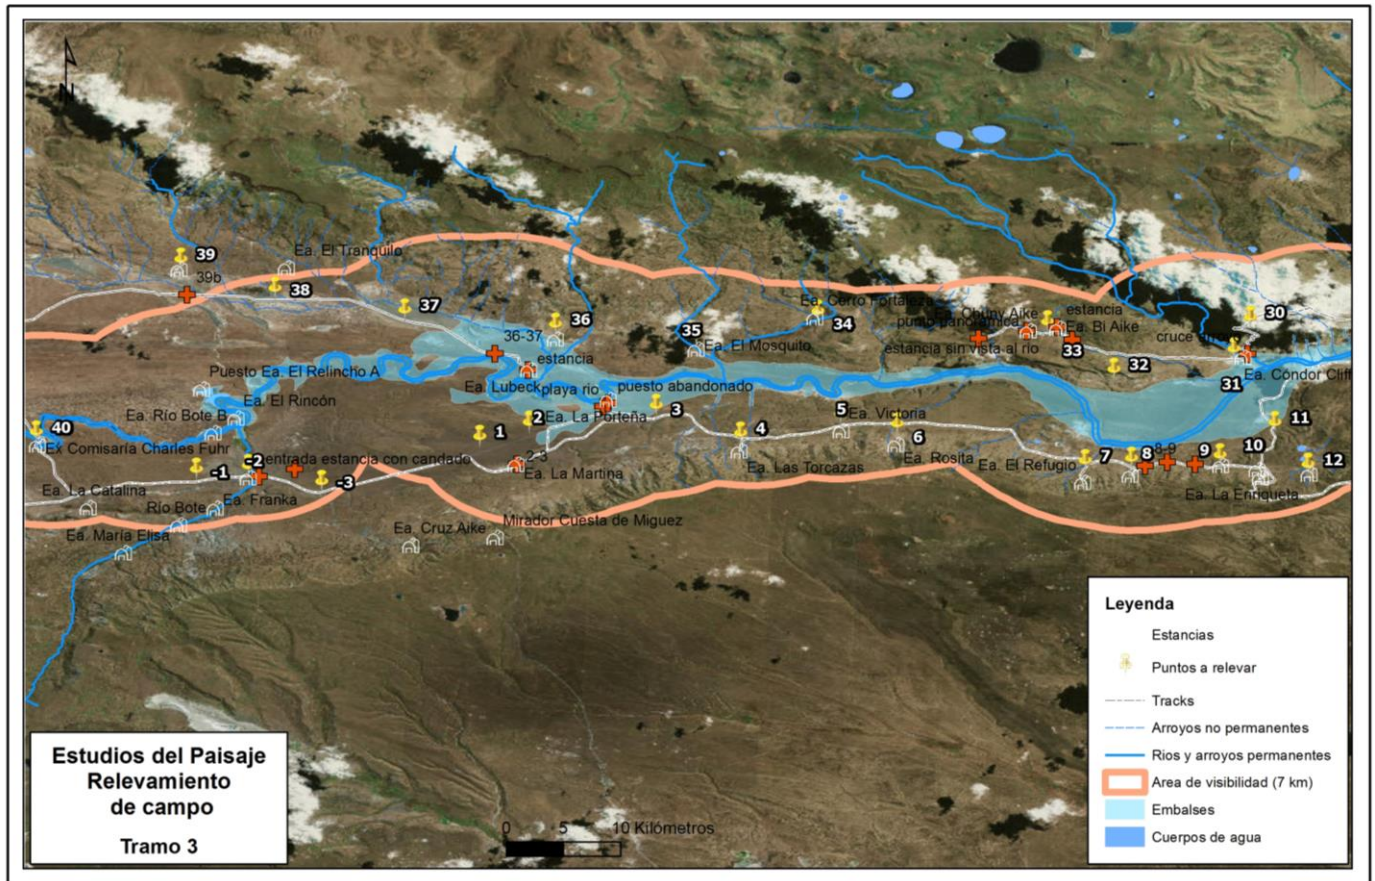 N
39
39b
Ea. El Tranquilo
38
37
36
36-37
estancia
35
Ea. El Mosquito
Ea. Cerro Fortaleza
34
punto panoramica
estancia
Ea. Bi Aike
estancia sin vista al rio
33
32
30
31
Ea. Condor Cliff
Puesto Ea. El Relincho A
Ea. El Rincón
Ea. Río Bote B
40
Ex Comisaría Charles Fuhr
Ea. Lubeck
playa rio
puesto abandonado
1
2
Ea. La Porteña
3
4
5
Ea. Victoria
6
Ea. Rosita
Ea. El Refugio
7
8
8-9
9
10
11
12
-1
-2
entrada estancia con candado
-3
2-3
Ea. La Martina
Ea. Las Torcazas
Ea. La Enriqueta
Ea. La Catalina
Río Bote
Ea. Franka
Ea. María Elisa
Ea. Cruz Aike
Mirador Cuesta de Miguez
Estudios del Paisaje
Relevamiento
de campo
Tramo 3
0 5 10 Kilómetros
Leyenda
Estancias
Puntos a relevar
Tracks
Arroyos no permanentes
Rios y arroyos permanentes
Area de visibilidad (7 km)
Embalses
Cuerpos de agua